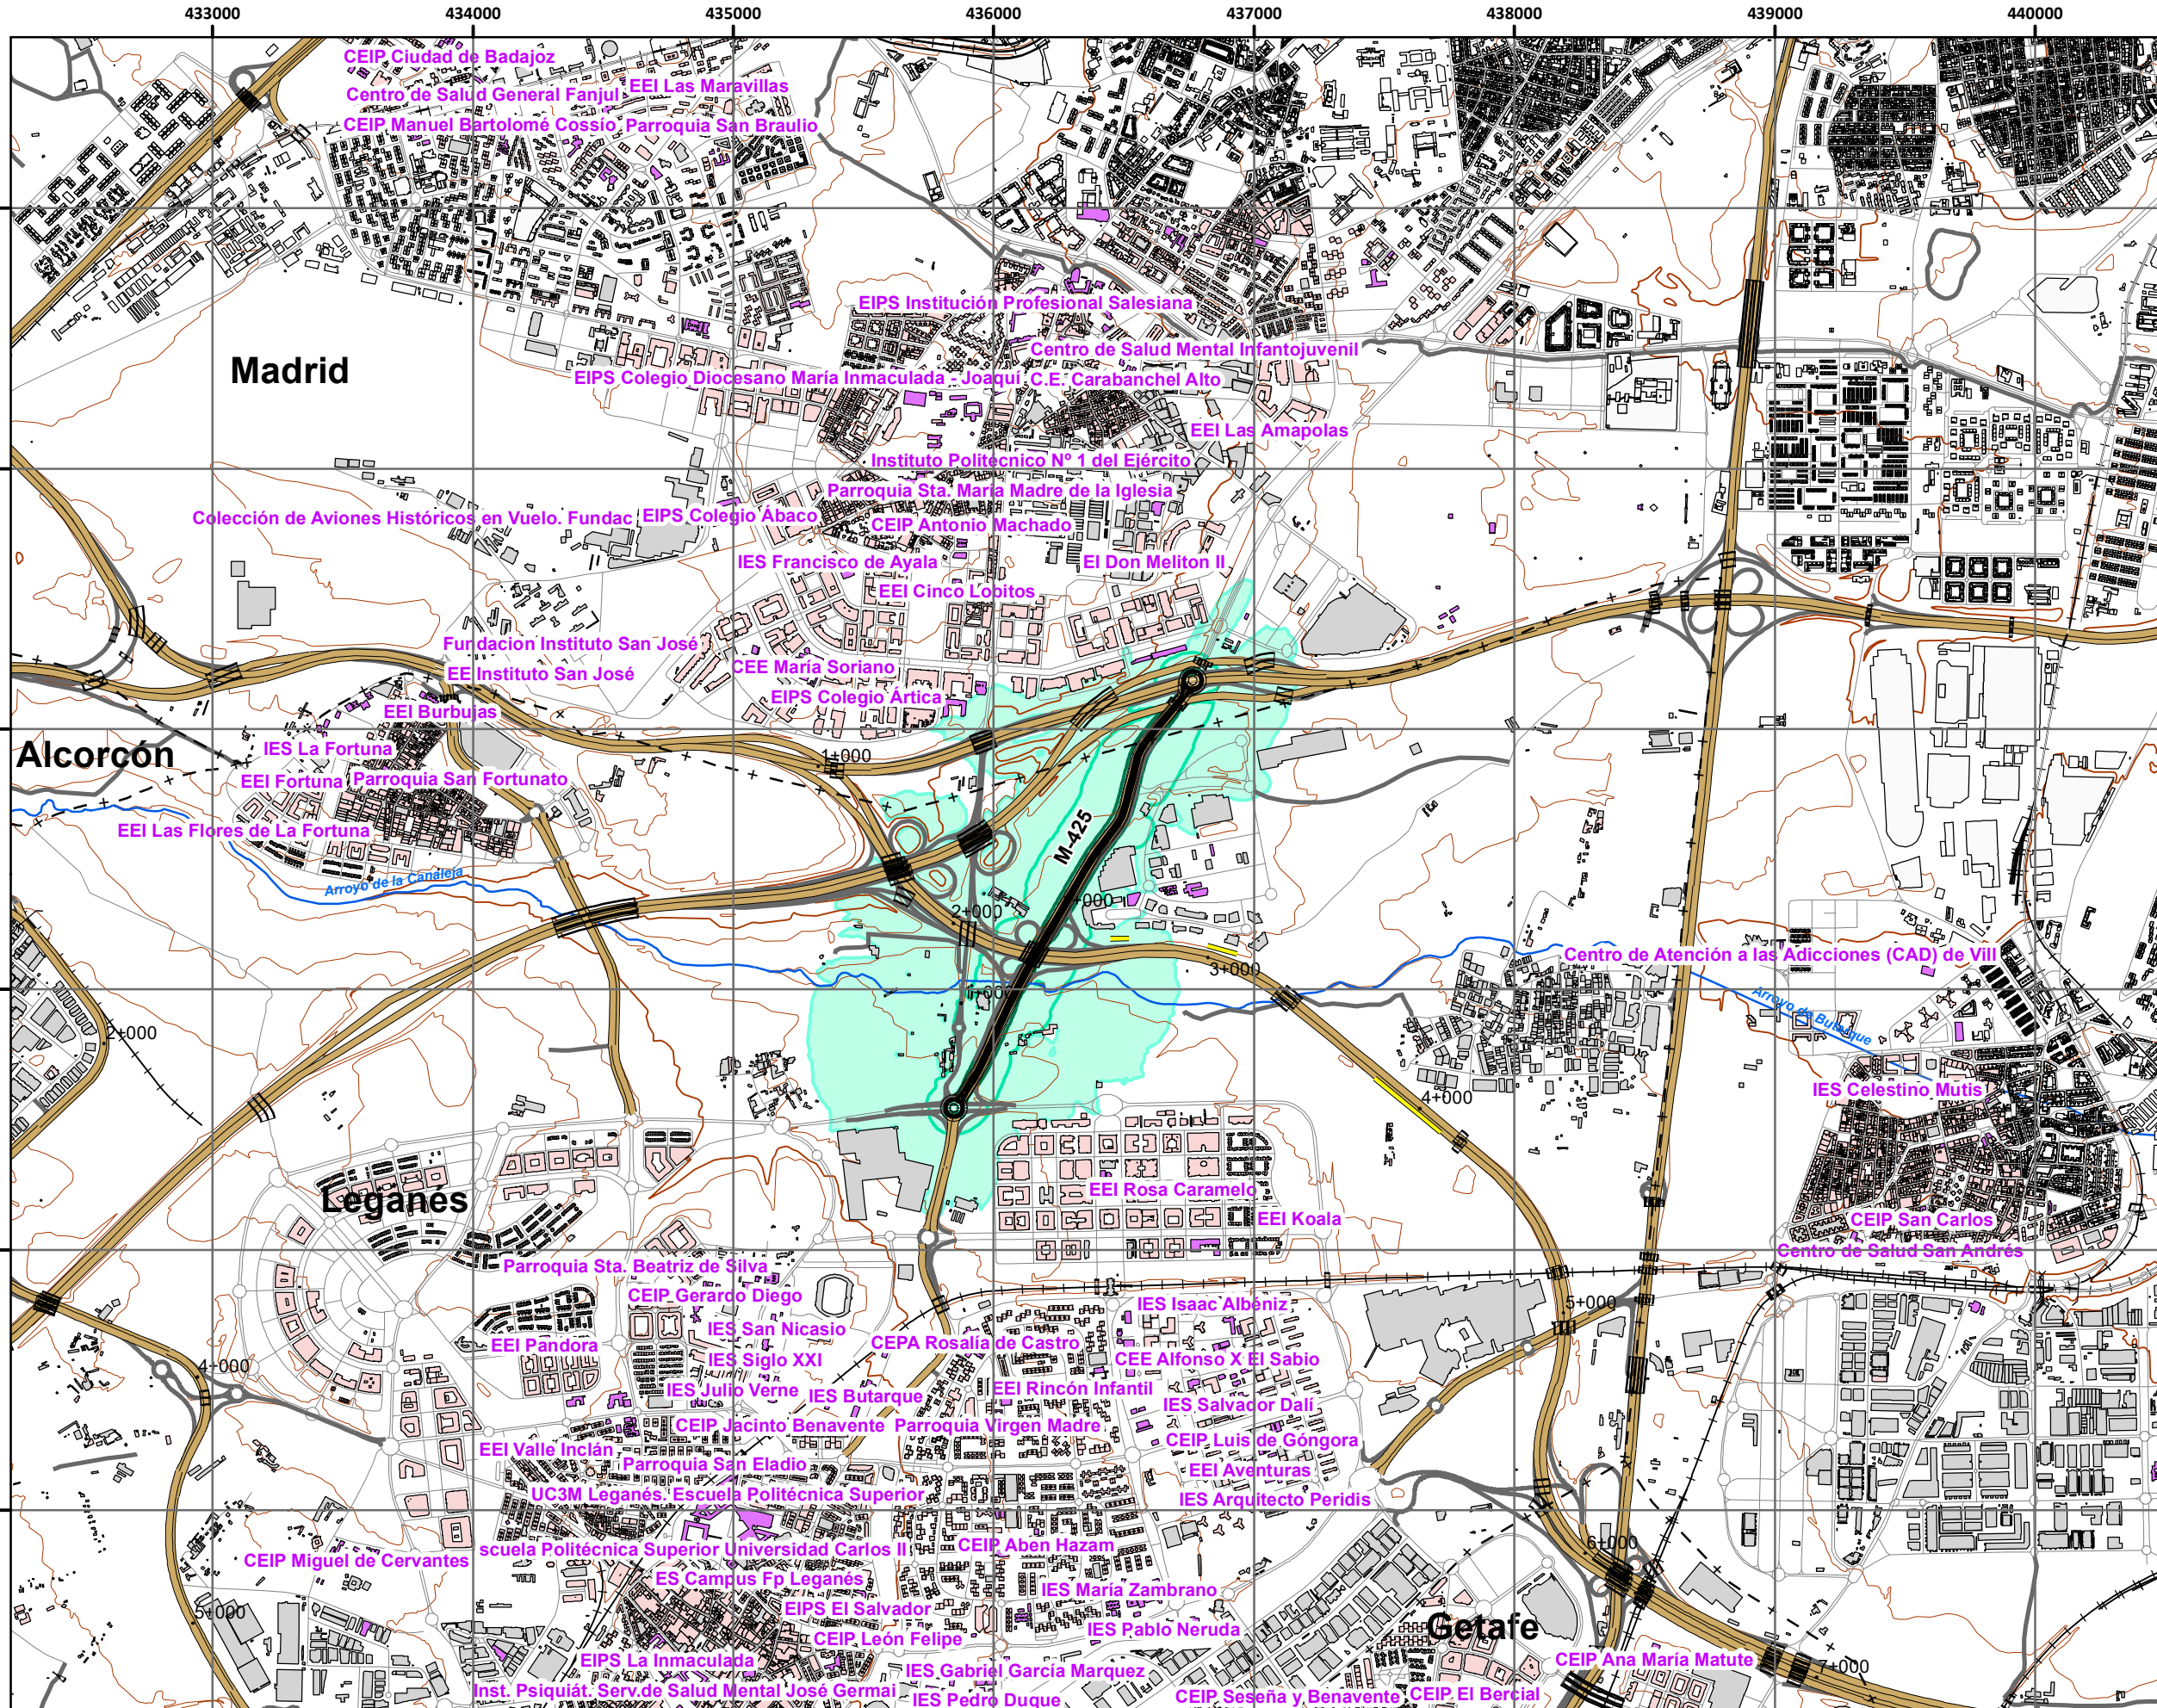 433000 434000 435000 436000 437000 438000 439000 440000
CEIP Ciudad de Badajoz
EEI Las Maravillas
Centro de Salud General Fanjul
CEIP Manuel Bartolomé Cossío
Parroquia San Braulio
EIPS Institución Profesional Salesiana
Centro de Salud Mental Infantojuvenil
Madrid
EIPS Colegio Diocesano María Inmaculada - Joaquí
C.E. Carabanchel Alto
EEI Las Amapolas
Instituto Politécnico Nº 1 del Ejército
Parroquia Sta. María Madre de la Iglesia
Colección de Aviones Históricos en Vuelo. Fundac
EIPS Colegio Ábaco
CEIP Antonio Machado
IES Francisco de Ayala
EI Don Meliton II
EEI Cinco Lobitos
Fundacion Instituto San José
CEE María Soriano
EE Instituto San José
EIPS Colegio Ártica
EEI Burbujas
IES La Fortuna
Alcorcón
1+000
EEI Fortuna
Parroquia San Fortunato
EEI Las Flores de La Fortuna
M-425
Arroyo de la Canaleja
2+000
+000
Centro de Atención a las Adicciones (CAD) de Vill
3+000
1+000
Arroyo de Butarque
2+000
4+000
IES Celestino Mutis
EEI Rosa Caramelo
Leganés
EEI Koala
CEIP San Carlos
Centro de Salud San Andrés
Parroquia Sta. Beatriz de Silva
CEIP Gerardo Diego
IES Isaac Albéniz
5+000
IES San Nicasio
EEI Pandora
CEPA Rosalía de Castro
IES Siglo XXI
CEE Alfonso X El Sabio
4+000
IES Julio Verne
IES Butarque
EEI Rincón Infantil
IES Salvador Dalí
CEIP Jacinto Benavente
Parroquia Virgen Madre
CEIP Luis de Góngora
EEI Valle Inclán
Parroquia San Eladio
EEI Aventuras
UC3M Leganés. Escuela Politécnica Superior
IES Arquitecto Peridis
6+000
scuela Politécnica Superior Universidad Carlos II
CEIP Aben Hazam
CEIP Miguel de Cervantes
ES Campus Fp Leganés
IES María Zambrano
EIPS El Salvador
5+000
IES Pablo Neruda
Getafe
CEIP León Felipe
EIPS La Inmaculada
CEIP Ana María Matute
7+000
IES Gabriel García Marquez
Inst. Psiquiát. Serv.de Salud Mental José Germai
IES Pedro Duque
CEIP Seseña y Benavente
CEIP El Bercial